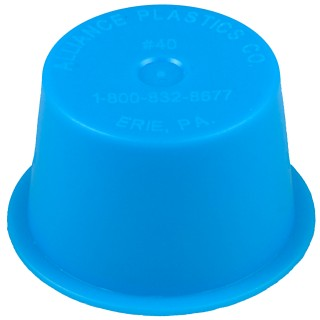 ALLIANCE PLASTICS CO.
#40
1-800-832-8677
ERIE, PA.